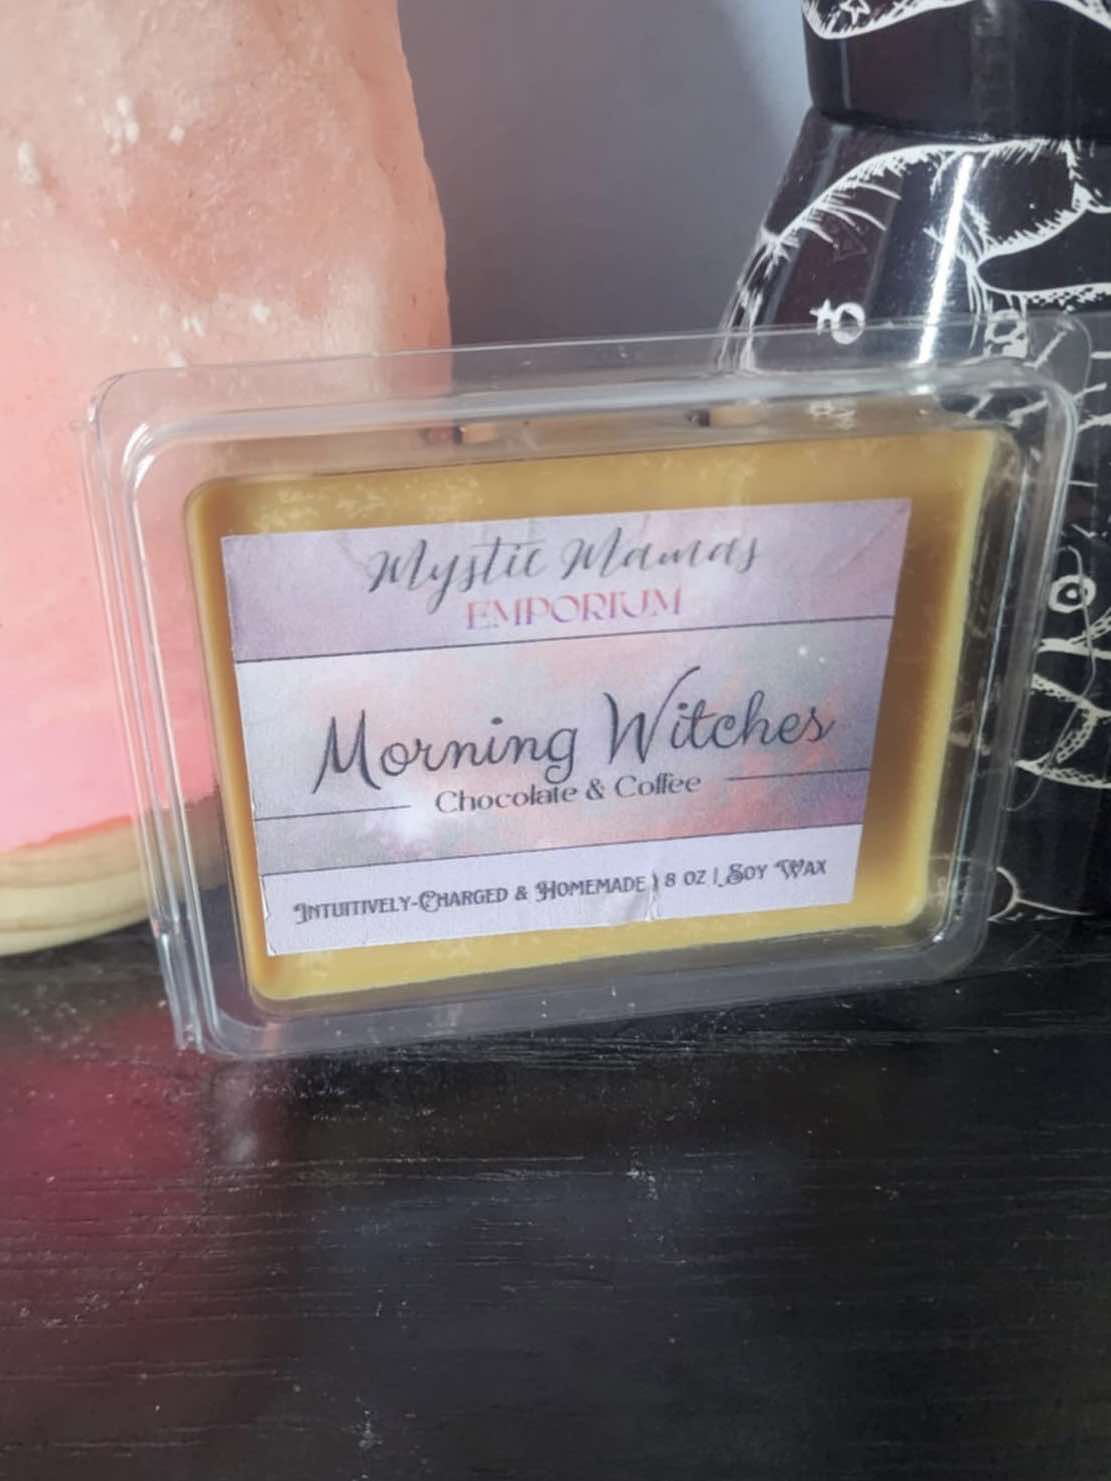 Mystic Mamas
EMPORIUM
Morning Witches
Chocolate & Coffee
Intuitively-Charged & Homemade | 8 oz | Soy Wax